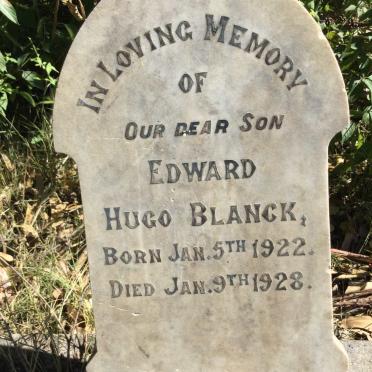 IN LOVING MEMORY
OF
OUR DEAR SON
EDWARD
HUGO BLANCK,
BORN JAN. 5TH 1922.
DIED JAN. 9TH 1928.